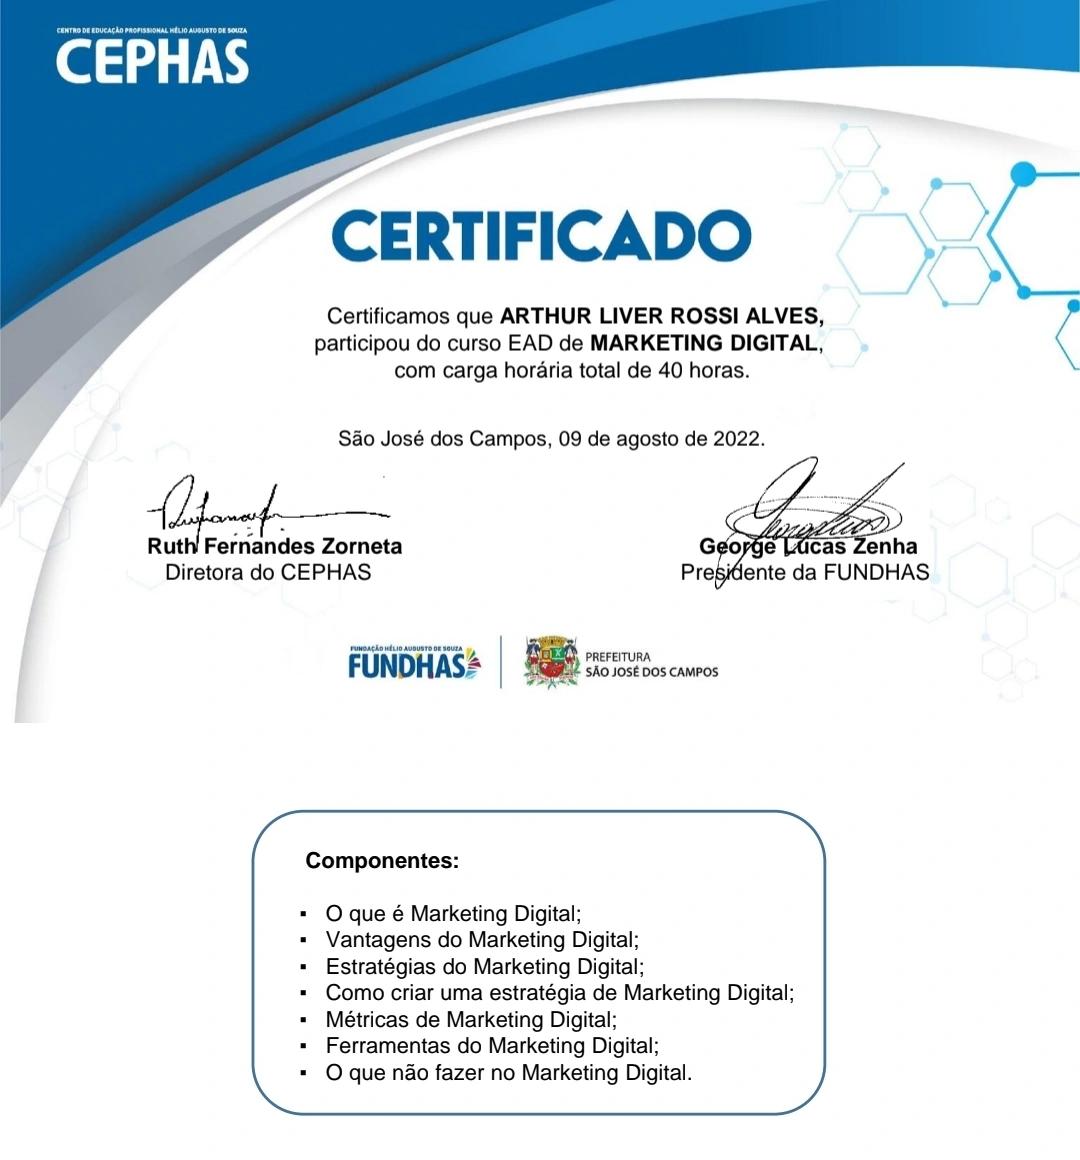 CENTRO DE EDUCAÇÃO PROFISSIONAL HÉLIO AUGUSTO DE SOUZA
CEPHAS
CERTIFICADO
Certificamos que ARTHUR LIVER ROSSI ALVES,
participou do curso EAD de MARKETING DIGITAL,
com carga horária total de 40 horas.
São José dos Campos, 09 de agosto de 2022.
Ruth Fernandes Zorneta
Diretora do CEPHAS
George Lucas Zenha
Presidente da FUNDHAS
FUNDAÇÃO HÉLIO AUGUSTO DE SOUZA
FUNDHAS
PREFEITURA
SÃO JOSÉ DOS CAMPOS
Componentes:
▪ O que é Marketing Digital;
▪ Vantagens do Marketing Digital;
▪ Estratégias do Marketing Digital;
▪ Como criar uma estratégia de Marketing Digital;
▪ Métricas de Marketing Digital;
▪ Ferramentas do Marketing Digital;
▪ O que não fazer no Marketing Digital.